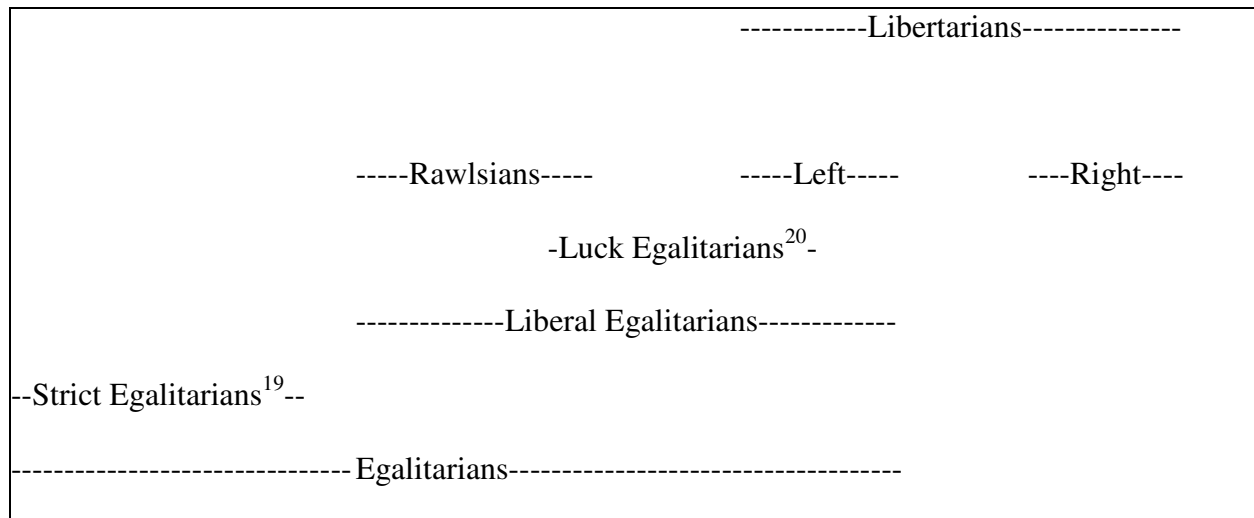 ------------Libertarians---------------
-----Rawlsians----- -----Left----- ----Right----
-Luck Egalitarians20-
--------------Liberal Egalitarians-------------
--Strict Egalitarians19--
-------------------------------- Egalitarians-------------------------------------